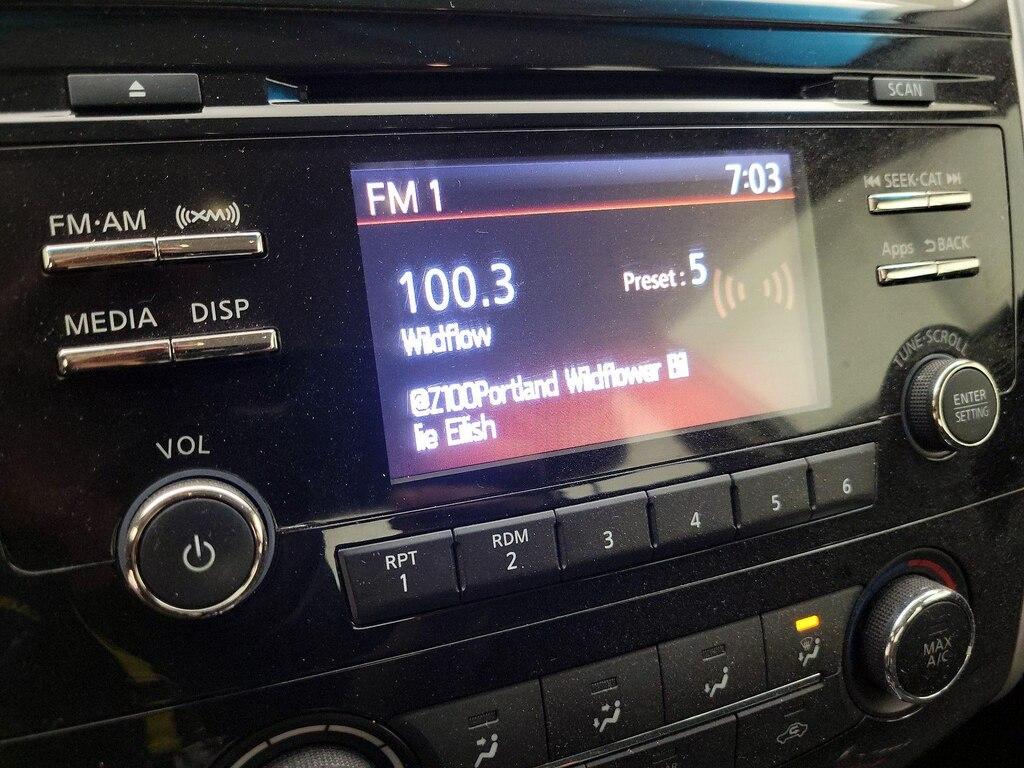 SCAN
FM·AM
((XM))
SEEK·CAT
Apps
BACK
MEDIA
DISP
FM 1
7:03
100.3
Preset: 5
Wildflow
@Z100Portland Wildflower Bil
lie Eilish
TUNE·SCROLL
ENTER
SETTING
VOL
RPT
1
RDM
2
3
4
5
6
MAX
A/C